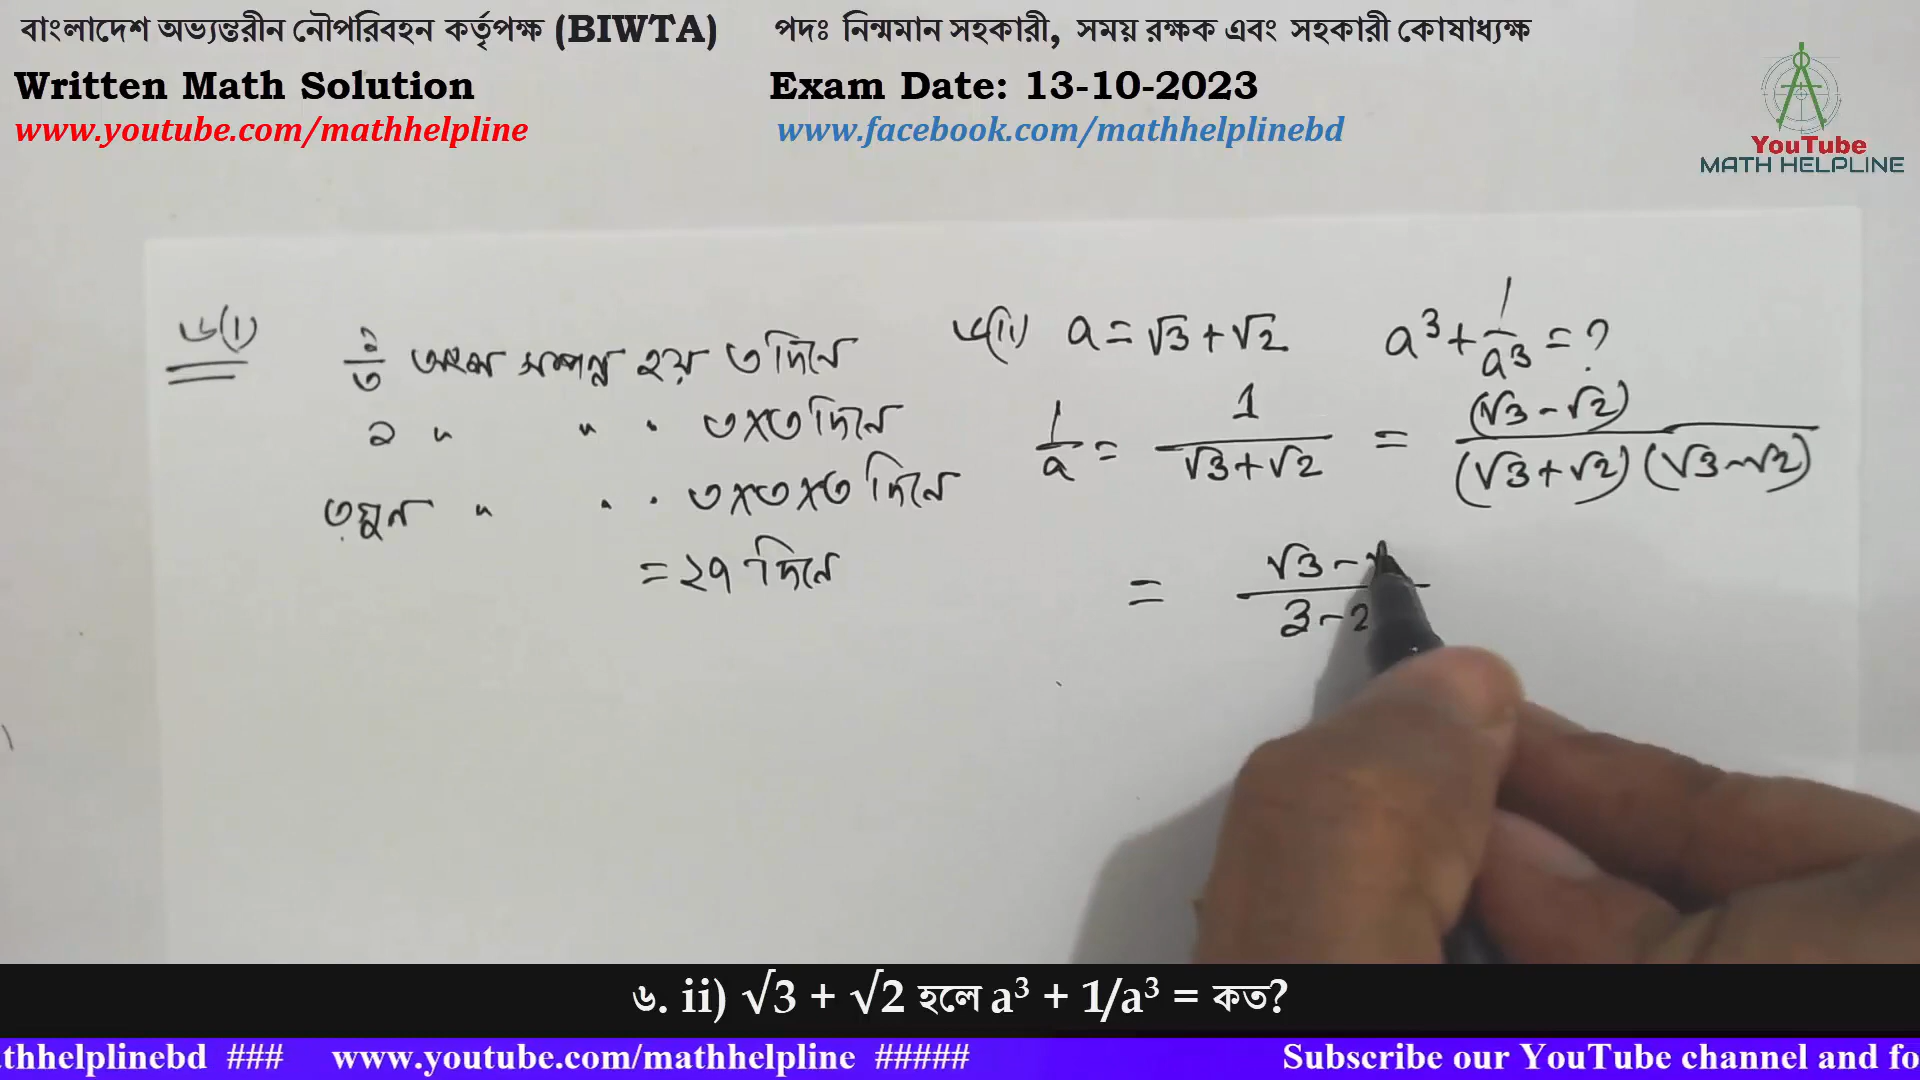 বাংলাদেশ অভ্যন্তরীন নৌপরিবহন কর্তৃপক্ষ (BIWTA) পদঃ নিন্মমান সহকারী, সময় রক্ষক এবং সহকারী কোষাধ্যক্ষ
Written Math Solution Exam Date: 13-10-2023
www.youtube.com/mathhelpline www.facebook.com/mathhelplinebd
YouTube
MATH HELPLINE
৬(i)
১/৩ অংশ সম্পন্ন হয় ৩ দিনে
১ " " " ৩×৩ দিনে
৩গুন " " " ৩×৩×৩ দিনে
= ২৭ দিনে
৬(ii) a = √3 + √2 a³ + 1/a³ = ?
1/a = 1/(√3+√2) = (√3-√2)/(√3+√2)(√3-√2)
= √3-√/3-2
৬. ii) √3 + √2 হলে a³ + 1/a³ = কত?
thhelplinebd ### www.youtube.com/mathhelpline ##### Subscribe our YouTube channel and fo